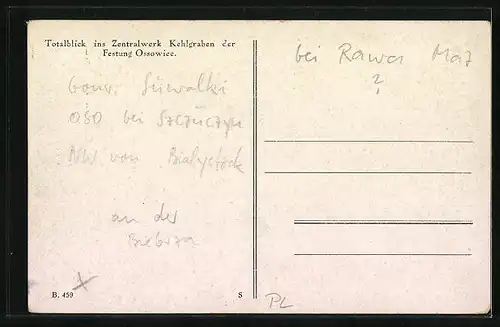 Totalblick ins Zentralwerk Kehlgraben der
Festung Ossowiec.
Gouv. Suwalki
OSO bei Szczuczyn
NW von Bialystock
an der
Biebrza
B. 459
S
bei Rawa Maz
?
PL